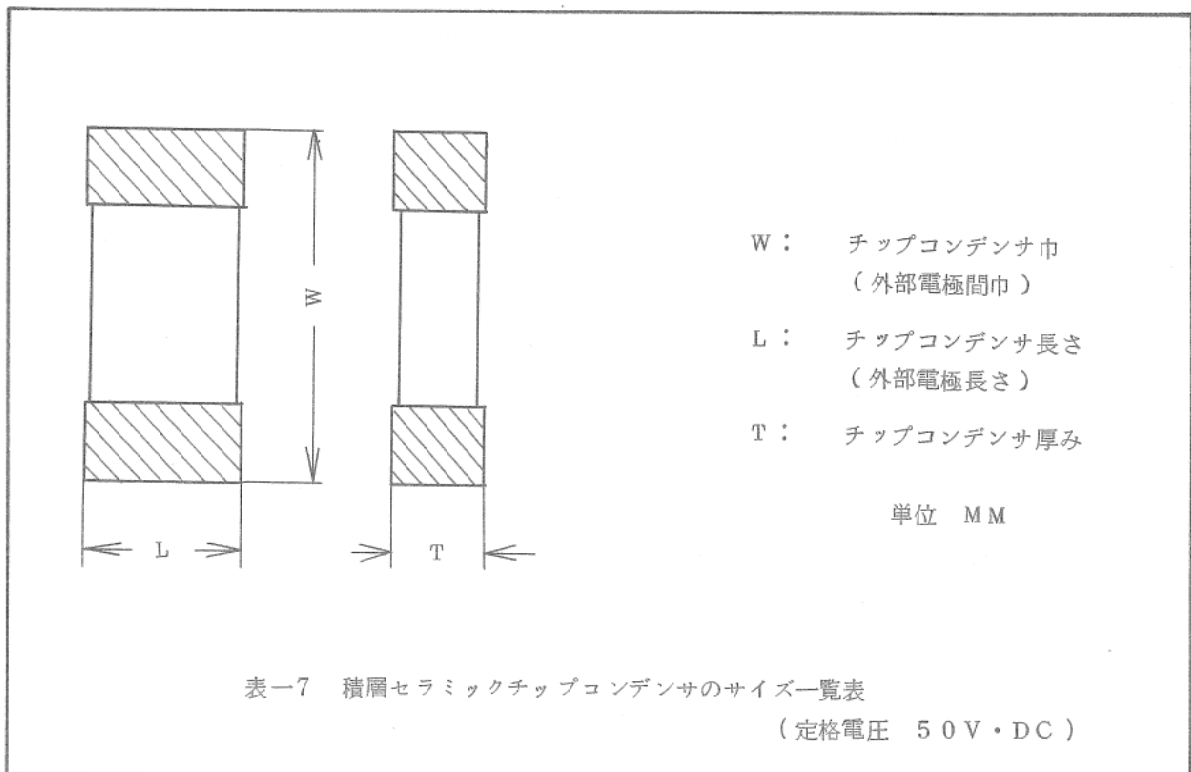 W
L
T
W： チップコンデンサ巾
（外部電極間巾）
L： チップコンデンサ長さ
（外部電極長さ）
T： チップコンデンサ厚み
単位 MM
表－7 積層セラミックチップコンデンサのサイズ一覧表
（定格電圧 50V・DC）